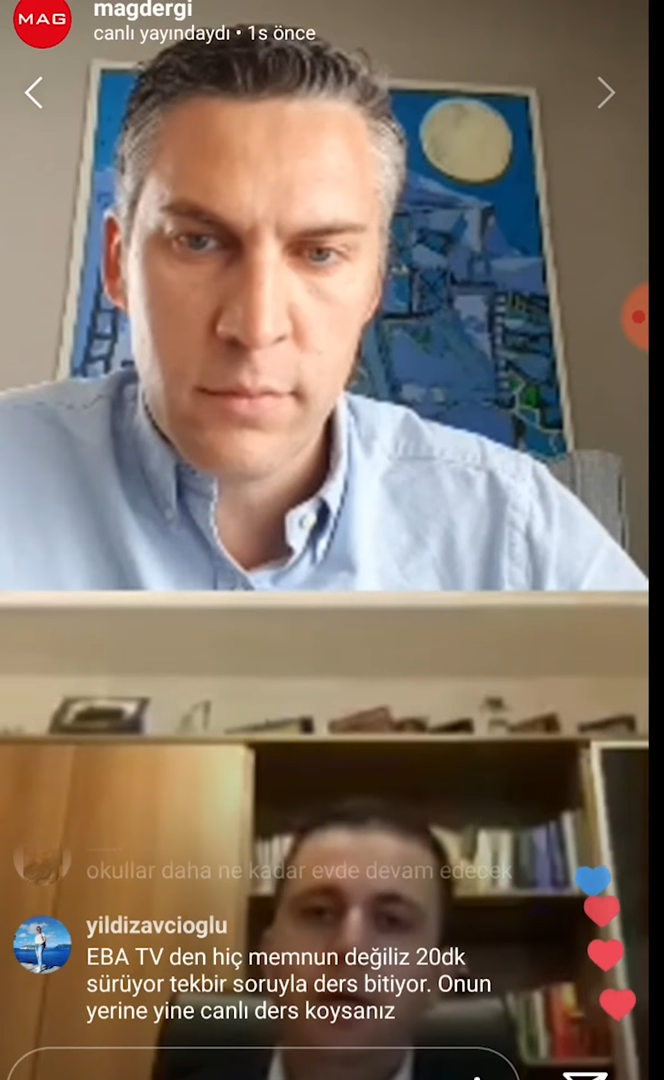 MAG
magdergi
canlı yayındaydı • 1s önce
okullar daha ne kadar evde devam edecek
yildizavcioglu
EBA TV den hiç memnun değiliz 20dk
sürüyor tekbir soruyla ders bitiyor. Onun
yerine yine canlı ders koysanız